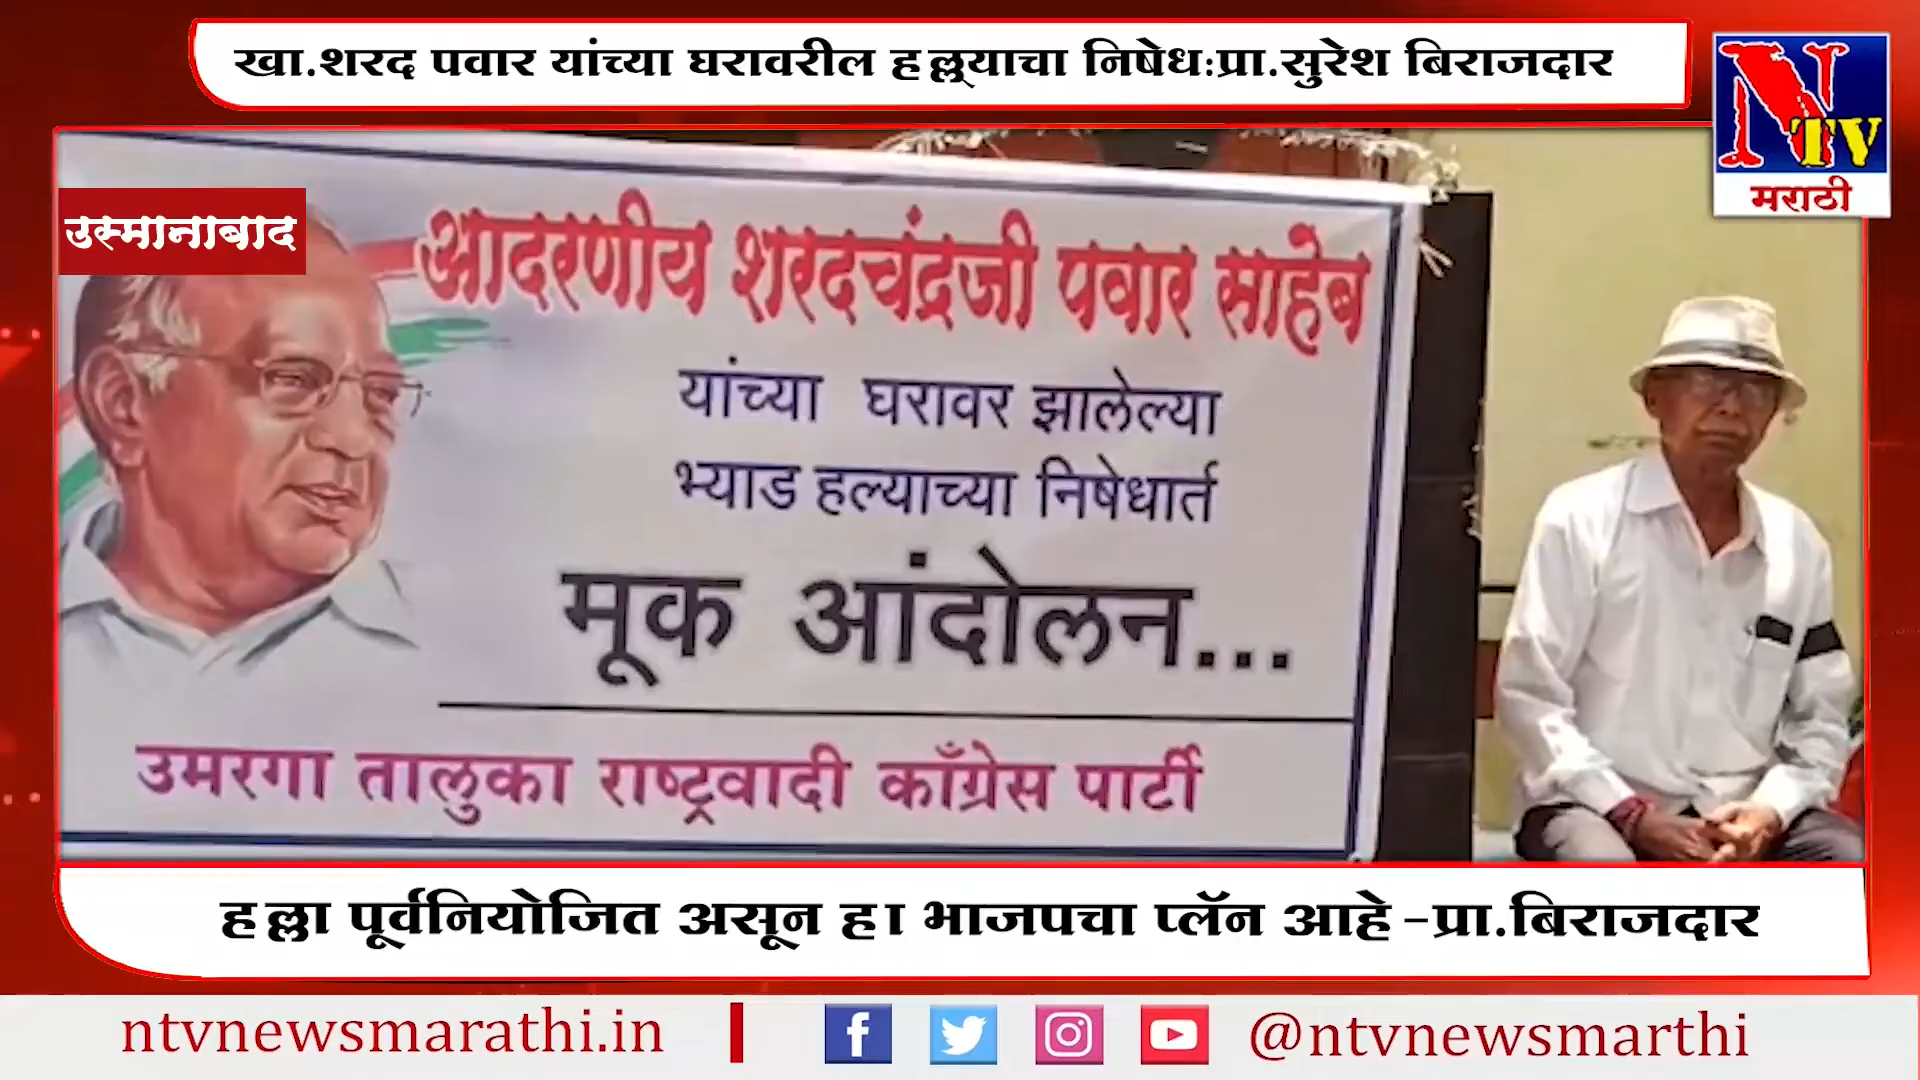 खा.शरद पवार यांच्या घरावरील हल्ल्याचा निषेध:प्रा.सुरेश बिराजदार
NTV
मराठी
उस्मानाबाद
आदरणीय शरदचंद्रजी पवार साहेब
यांच्या घरावर झालेल्या
भ्याड हल्याच्या निषेधार्त
मूक आंदोलन...
उमरगा तालुका राष्ट्रवादी काँग्रेस पार्टी
हल्ला पूर्वनियोजित असून हा भाजपचा प्लॅन आहे-प्रा.बिराजदार
ntvnewsmarathi.in | @ntvnewsmarthi